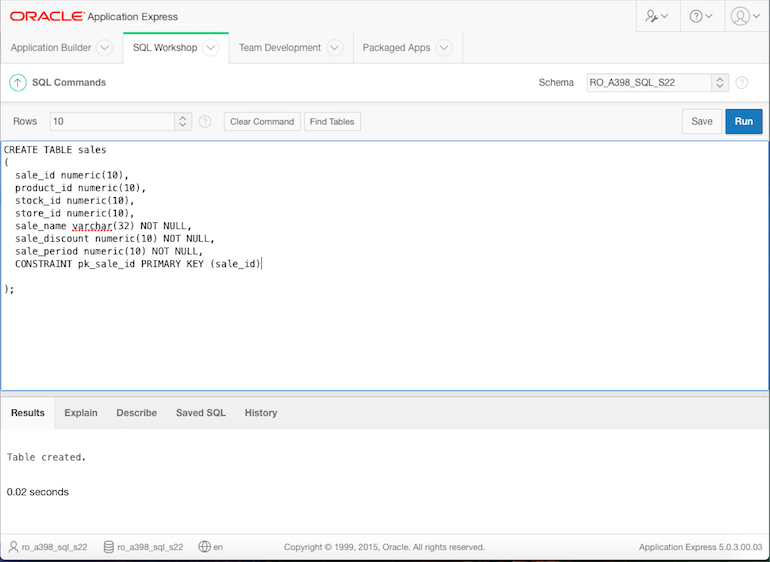 ORACLE Application Express
Application Builder SQL Workshop Team Development Packaged Apps
SQL Commands Schema RO_A398_SQL_S22
Rows 10 Clear Command Find Tables Save Run
CREATE TABLE sales
(
sale_id numeric(10),
product_id numeric(10),
stock_id numeric(10),
store_id numeric(10),
sale_name varchar(32) NOT NULL,
sale_discount numeric(10) NOT NULL,
sale_period numeric(10) NOT NULL,
CONSTRAINT pk_sale_id PRIMARY KEY (sale_id)
);
Results Explain Describe Saved SQL History
Table created.
0.02 seconds
ro_a398_sql_s22 ro_a398_sql_s22 en Copyright © 1999, 2015, Oracle. All rights reserved. Application Express 5.0.3.00.03